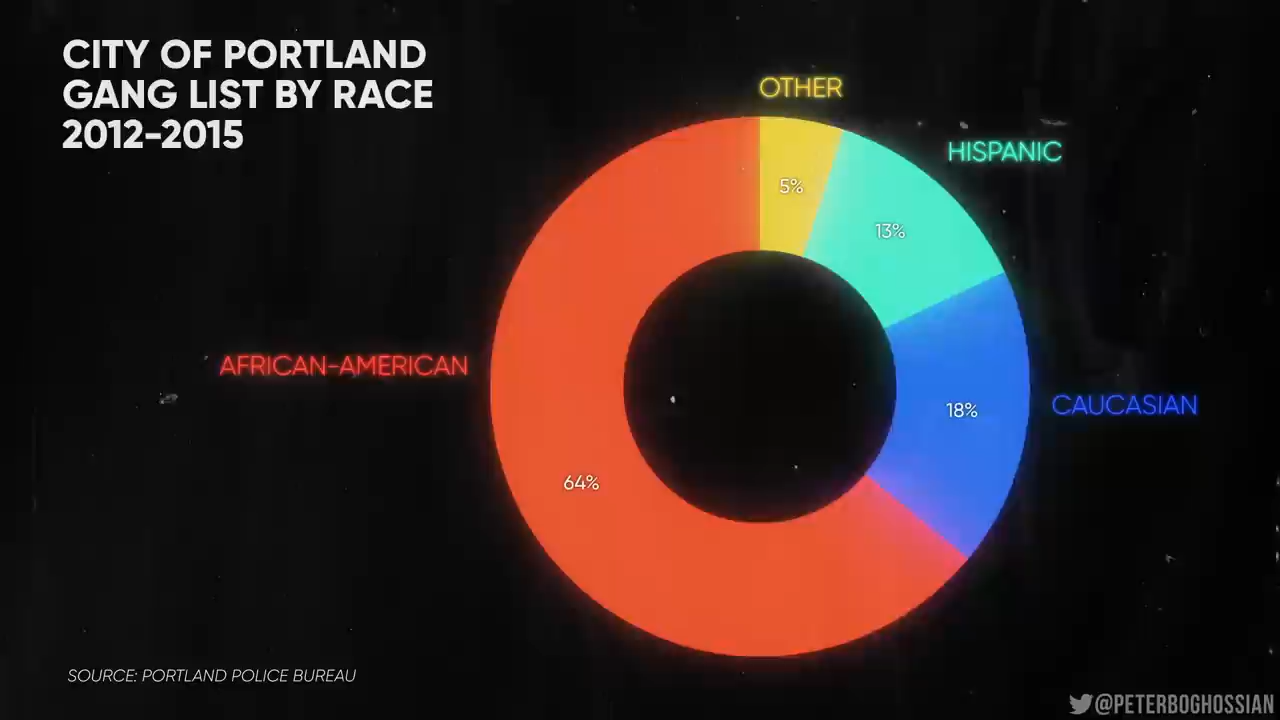 CITY OF PORTLAND
GANG LIST BY RACE
2012-2015
OTHER
HISPANIC
5%
13%
AFRICAN-AMERICAN
CAUCASIAN
18%
64%
SOURCE: PORTLAND POLICE BUREAU
@PETERBOGHOSSIAN